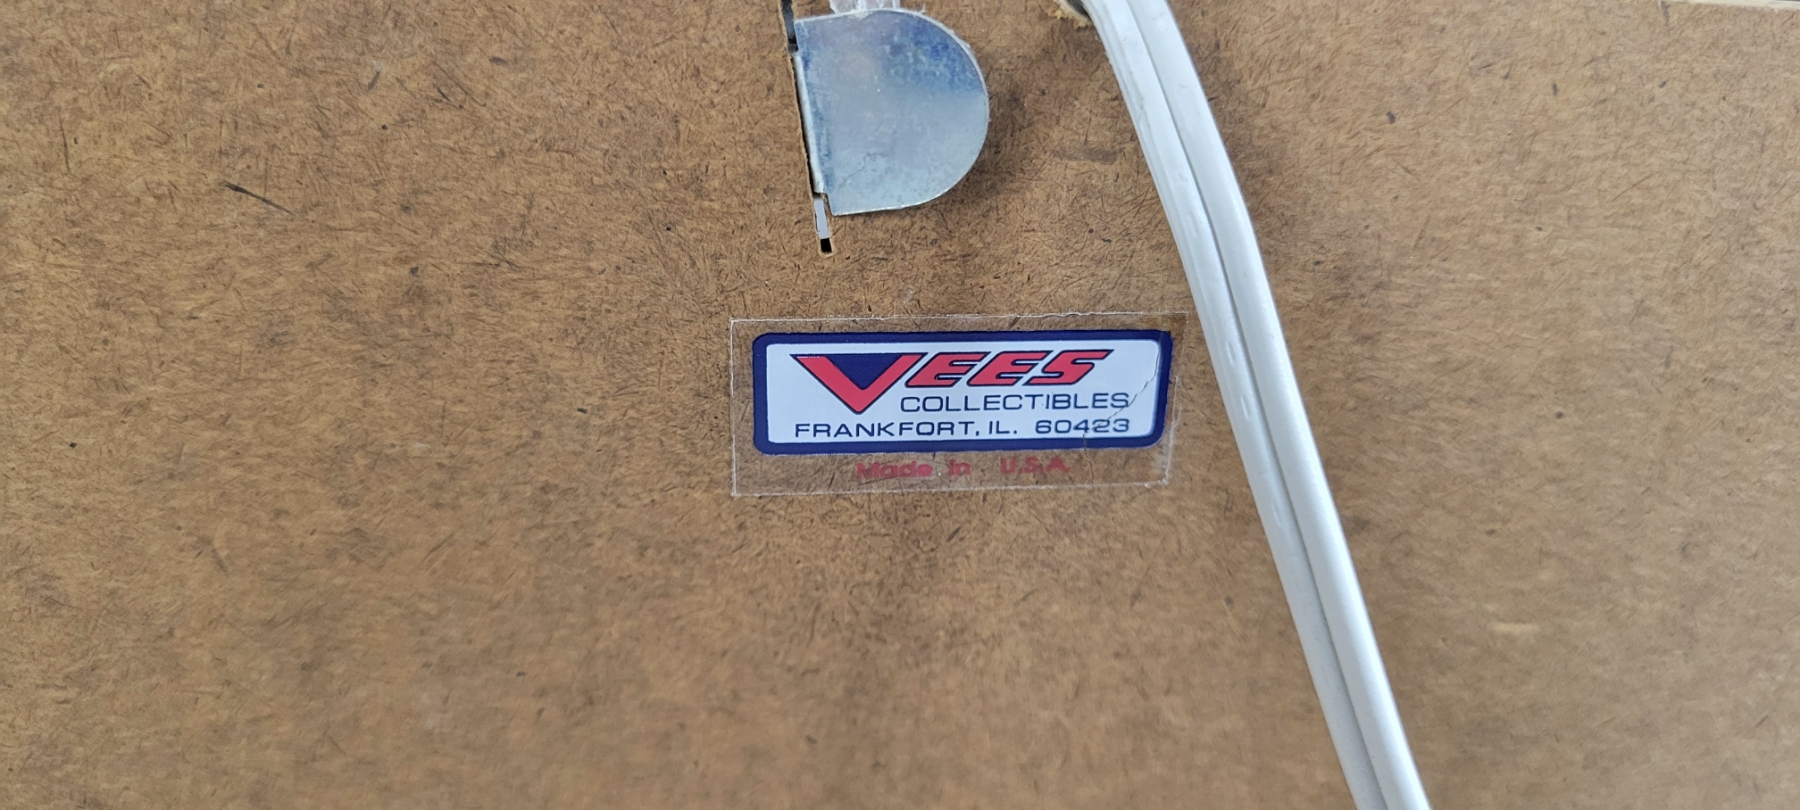 VEES
COLLECTIBLES
FRANKFORT, IL. 60423
Made in U.S.A